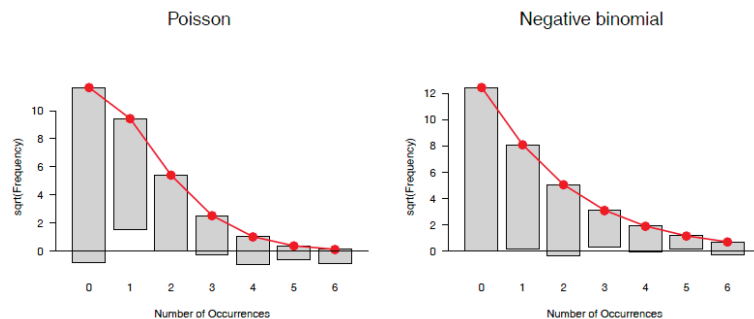 Poisson
Negative binomial
sqrt(Frequency)
10
8
6
4
2
0
0 1 2 3 4 5 6
Number of Occurrences
sqrt(Frequency)
12
10
8
6
4
2
0
0 1 2 3 4 5 6
Number of Occurrences